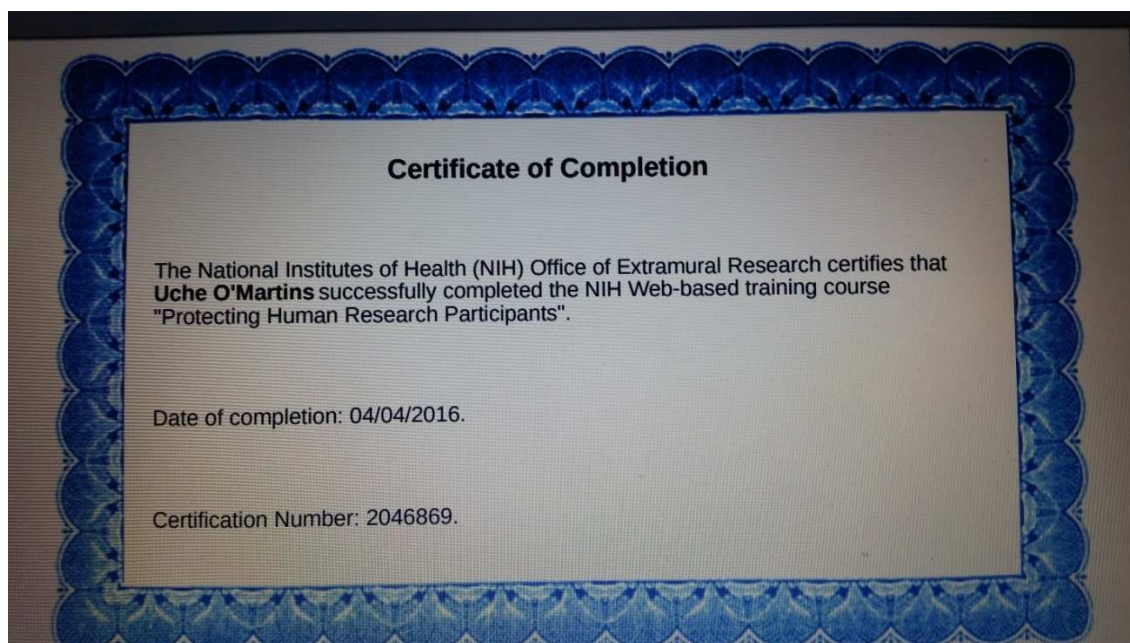 Certificate of Completion
The National Institutes of Health (NIH) Office of Extramural Research certifies that
Uche O'Martins successfully completed the NIH Web-based training course
"Protecting Human Research Participants".
Date of completion: 04/04/2016.
Certification Number: 2046869.